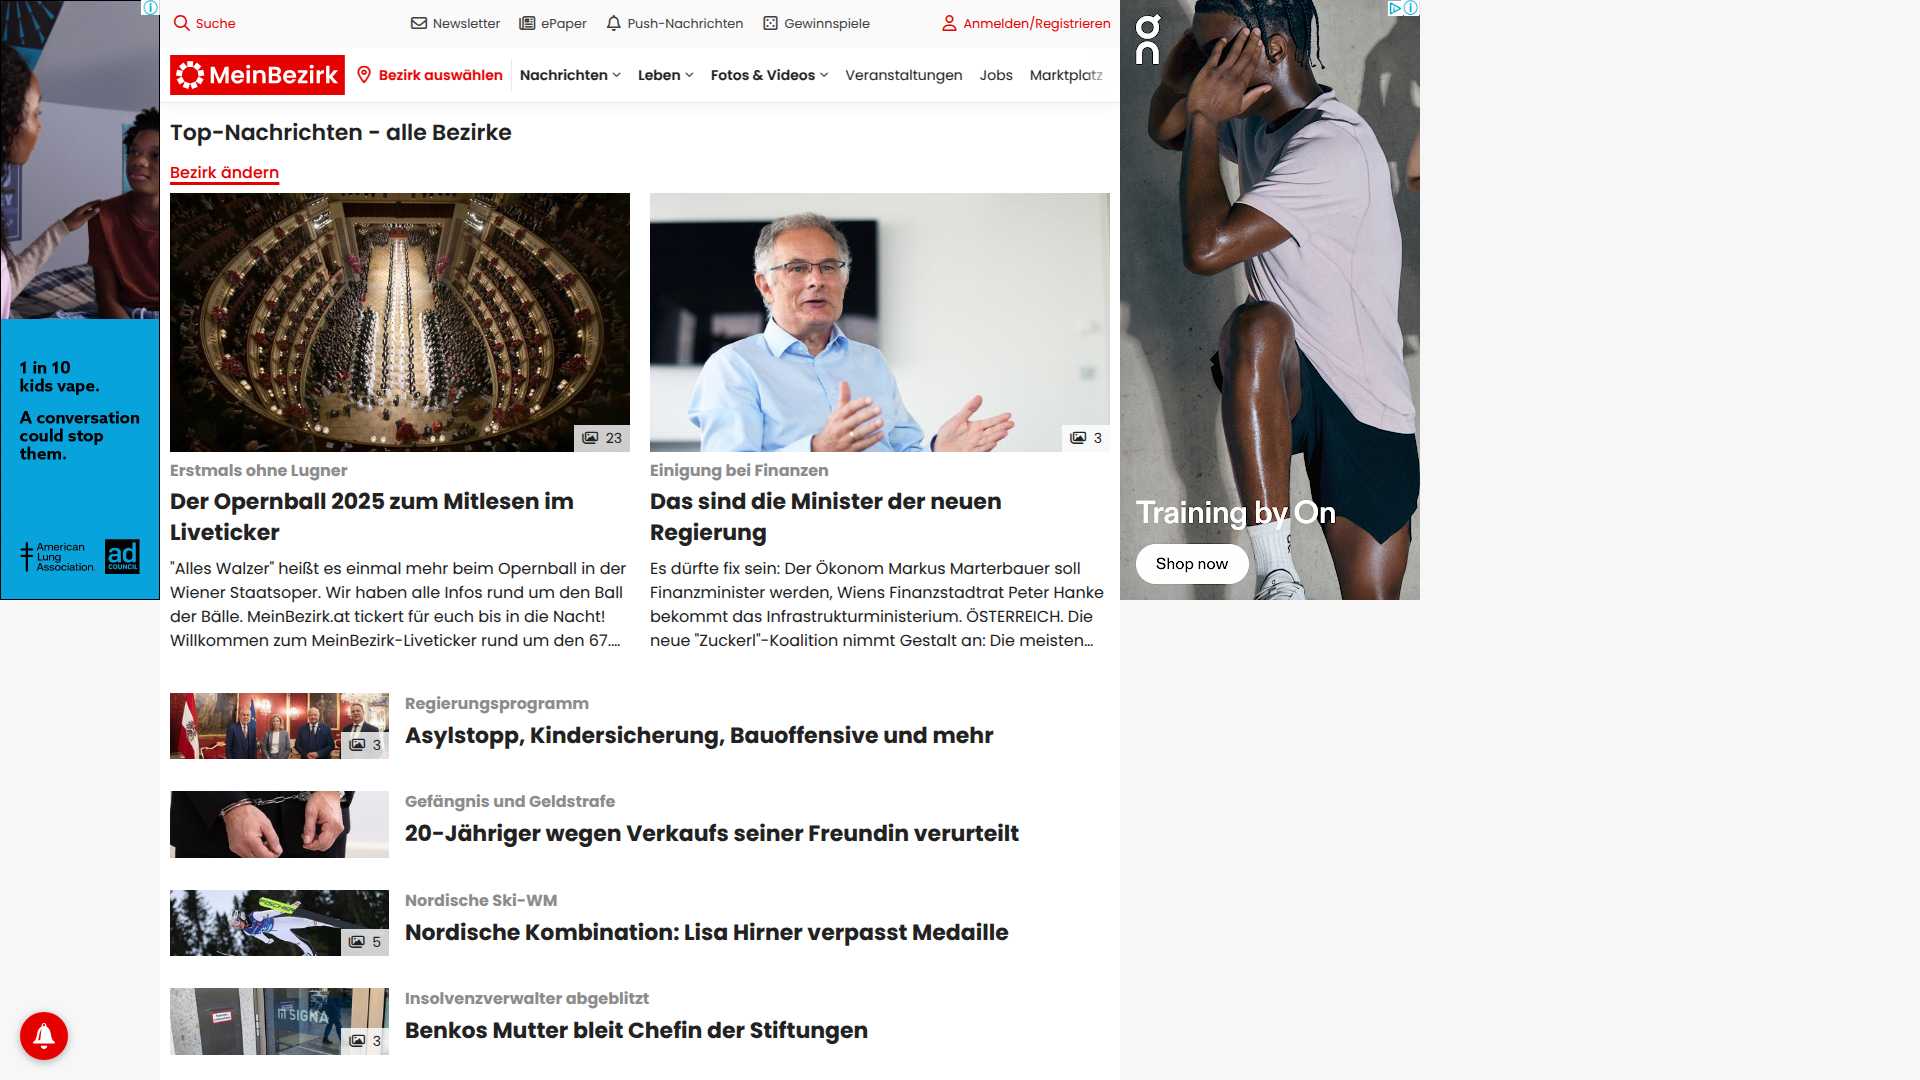 Suche
Newsletter
ePaper
Push-Nachrichten
Gewinnspiele
Anmelden/Registrieren
MeinBezirk
Bezirk auswählen
Nachrichten
Leben
Fotos & Videos
Veranstaltungen
Jobs
Marktplatz
Top-Nachrichten - alle Bezirke
Bezirk ändern
23
Erstmals ohne Lugner
Der Opernball 2025 zum Mitlesen im
Liveticker
"Alles Walzer" heißt es einmal mehr beim Opernball in der
Wiener Staatsoper. Wir haben alle Infos rund um den Ball
der Bälle. MeinBezirk.at tickert für euch bis in die Nacht!
Willkommen zum MeinBezirk-Liveticker rund um den 67....
3
Einigung bei Finanzen
Das sind die Minister der neuen
Regierung
Es dürfte fix sein: Der Ökonom Markus Marterbauer soll
Finanzminister werden, Wiens Finanzstadtrat Peter Hanke
bekommt das Infrastrukturministerium. ÖSTERREICH. Die
neue "Zuckerl"-Koalition nimmt Gestalt an: Die meisten...
3
Regierungsprogramm
Asylstopp, Kindersicherung, Bauoffensive und mehr
Gefängnis und Geldstrafe
20-Jähriger wegen Verkaufs seiner Freundin verurteilt
5
Nordische Ski-WM
Nordische Kombination: Lisa Hirner verpasst Medaille
SIGNA
3
Insolvenzverwalter abgeblitzt
Benkos Mutter bleit Chefin der Stiftungen
1 in 10
kids vape.
A conversation
could stop
them.
American
Lung
Association.
ad
COUNCIL
on
Training by On
Shop now